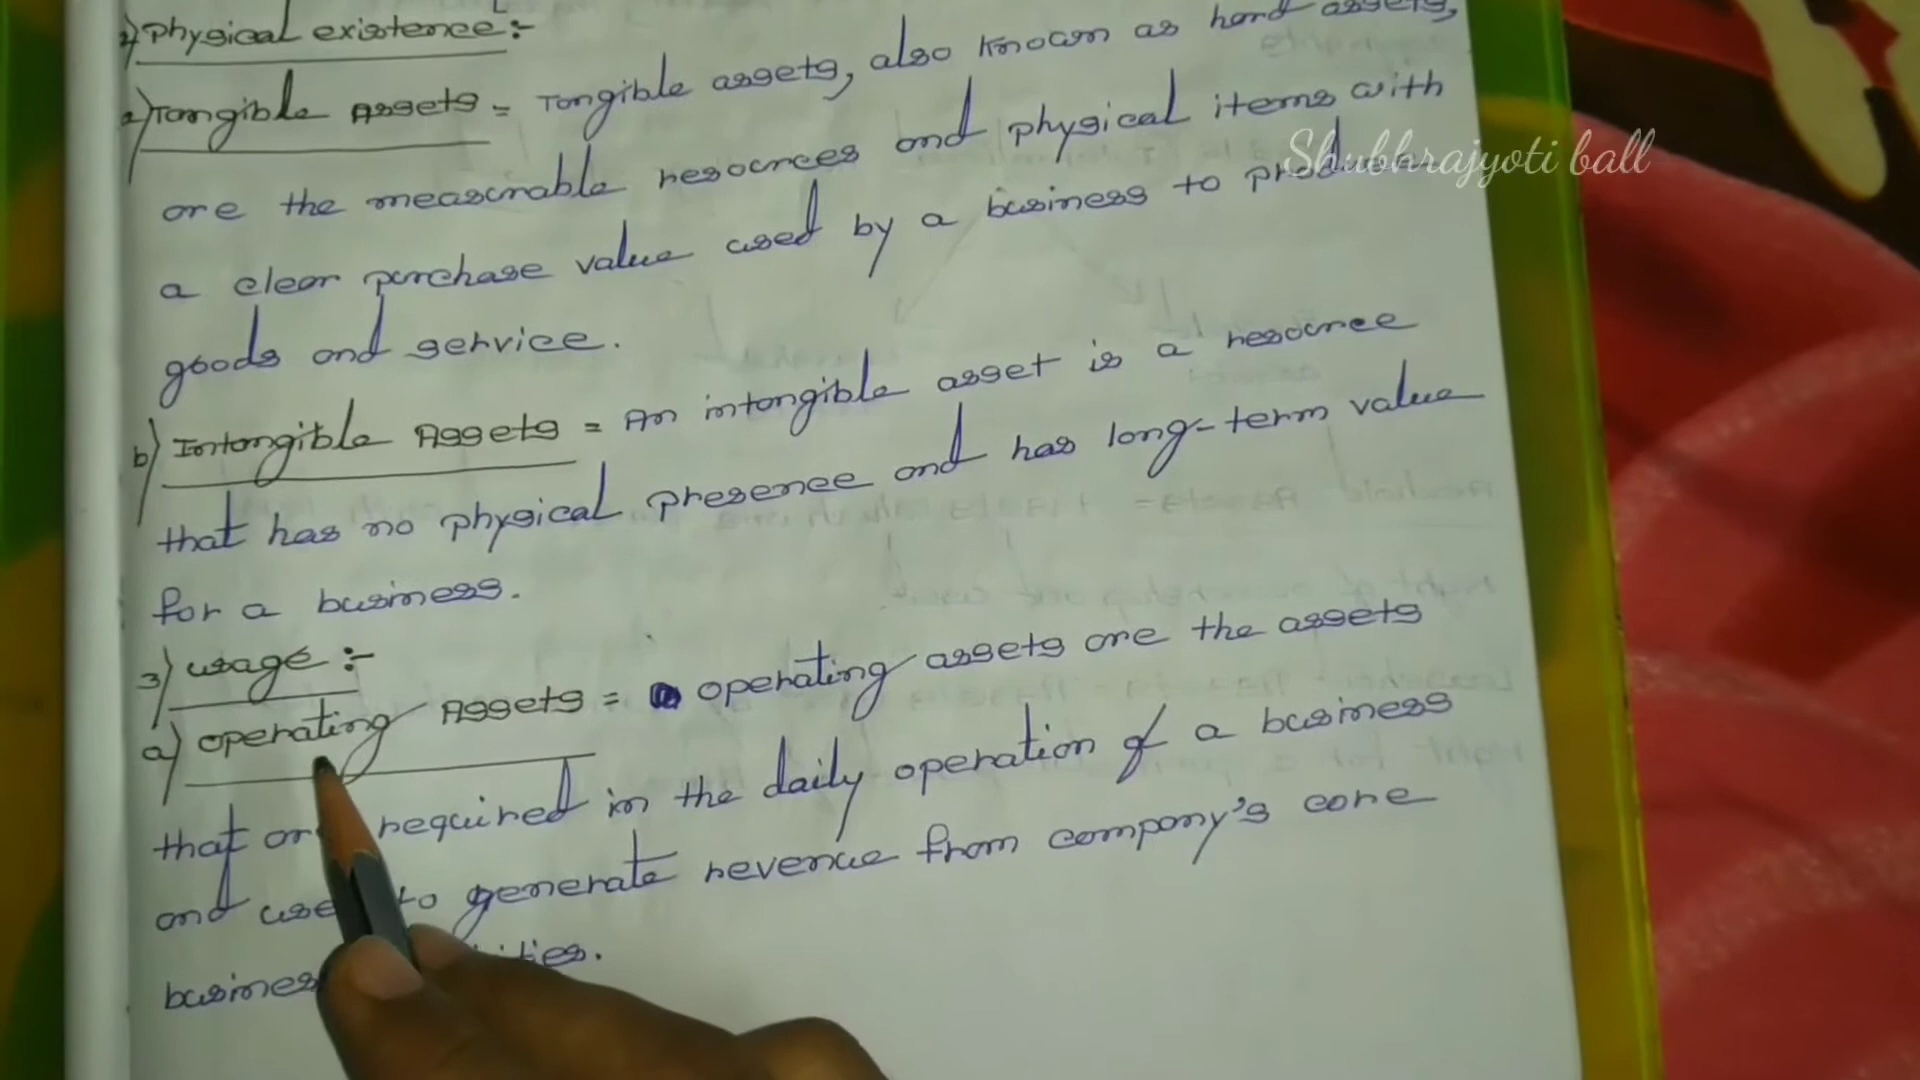 2) Physical existence :-
a) Tangible Assets = Tangible assets, also known as hard assets,
are the measurable resources and physical items with
a clear purchase value used by a business to produce
goods and service.
b) Intangible Assets = An intangible asset is a resource
that has no physical presence and has long-term value
for a business.
3) usage :-
a) operating Assets = operating assets are the assets
that are required in the daily operation of a business
and used to generate revenue from company's core
business
Shubhrajyoti ball